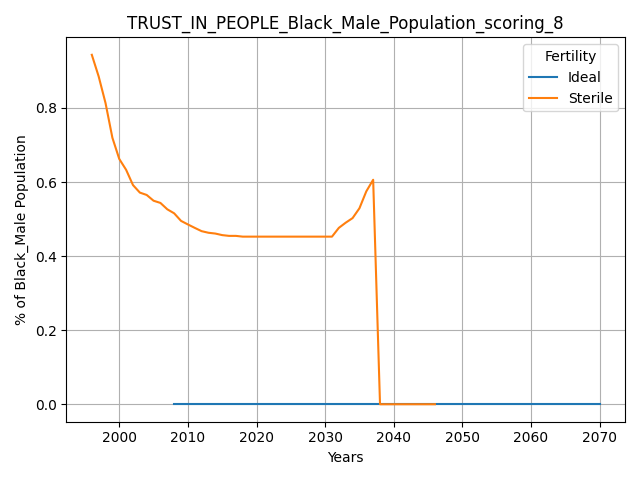 TRUST_IN_PEOPLE_Black_Male_Population_scoring_8
Fertility
Ideal
Sterile
% of Black_Male Population
0.8
0.6
0.4
0.2
0.0
2000 2010 2020 2030 2040 2050 2060 2070
Years